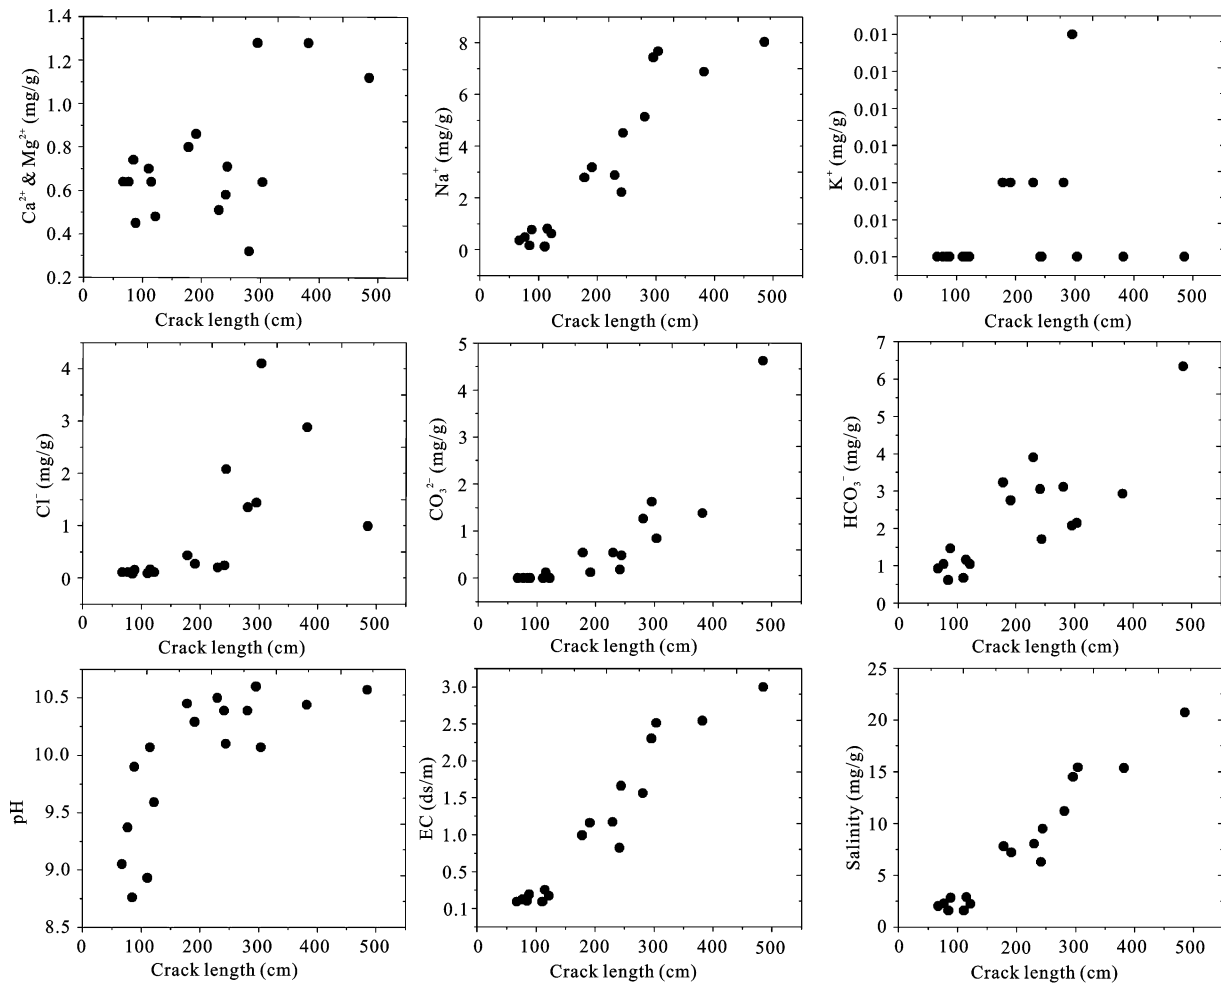 1.4
1.2
1.0
0.8
0.6
0.4
0.2
Ca²⁺ & Mg²⁺ (mg/g)
0 100 200 300 400 500
Crack length (cm)
8
6
4
2
0
Na⁺ (mg/g)
0 100 200 300 400 500
Crack length (cm)
0.01
0.01
0.01
0.01
0.01
0.01
0.01
K⁺ (mg/g)
0 100 200 300 400 500
Crack length (cm)
4
3
2
1
0
Cl⁻ (mg/g)
0 100 200 300 400 500
Crack length (cm)
5
4
3
2
1
0
CO₃²⁻ (mg/g)
0 100 200 300 400 500
Crack length (cm)
7
6
5
4
3
2
1
0
HCO₃⁻ (mg/g)
0 100 200 300 400 500
Crack length (cm)
10.5
10.0
9.5
9.0
8.5
pH
0 100 200 300 400 500
Crack length (cm)
3.0
2.5
2.0
1.5
1.0
0.5
0.1
EC (ds/m)
0 100 200 300 400 500
Crack length (cm)
25
20
15
10
5
0
Salinity (mg/g)
0 100 200 300 400 500
Crack length (cm)